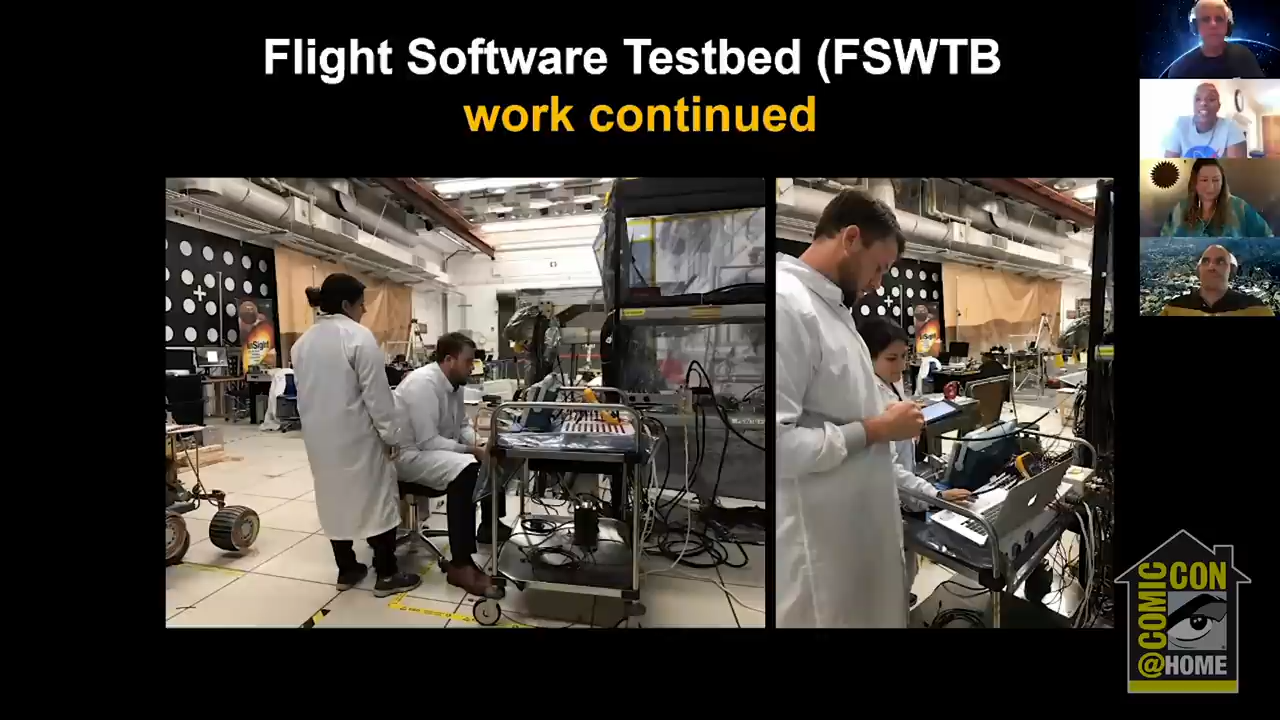 Flight Software Testbed (FSWTB
work continued
InSight
@COMIC
CON
HOME